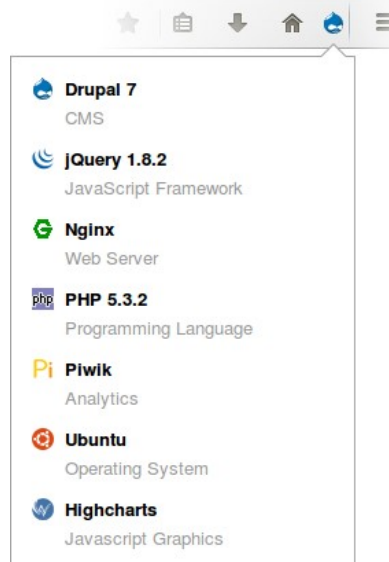 Drupal 7
CMS
jQuery 1.8.2
JavaScript Framework
Nginx
Web Server
php PHP 5.3.2
Programming Language
Pi Piwik
Analytics
Ubuntu
Operating System
Highcharts
Javascript Graphics